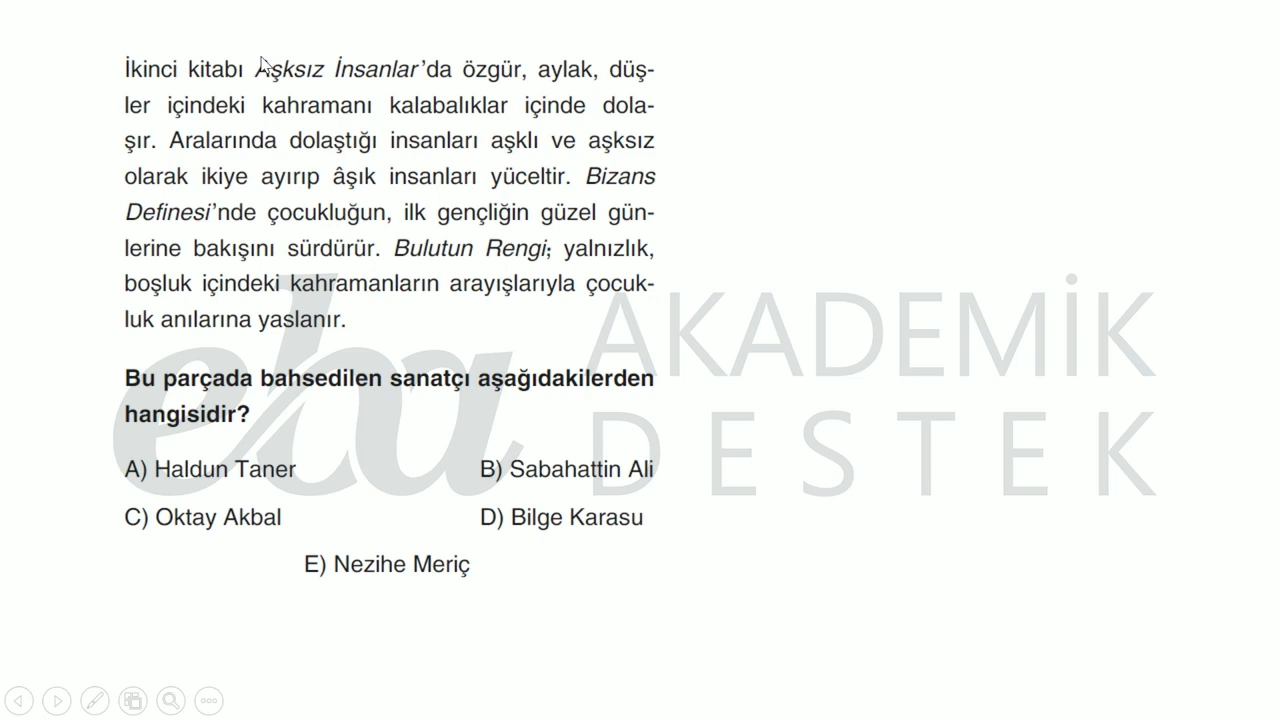 İkinci kitabı Aşksız İnsanlar'da özgür, aylak, düş-
ler içindeki kahramanı kalabalıklar içinde dola-
şır. Aralarında dolaştığı insanları aşklı ve aşksız
olarak ikiye ayırıp âşık insanları yüceltir. Bizans
Definesi'nde çocukluğun, ilk gençliğin güzel gün-
lerine bakışını sürdürür. Bulutun Rengi; yalnızlık,
boşluk içindeki kahramanların arayışlarıyla çocuk-
luk anılarına yaslanır.
Bu parçada bahsedilen sanatçı aşağıdakilerden
hangisidir?
A) Haldun Taner B) Sabahattin Ali
C) Oktay Akbal D) Bilge Karasu
E) Nezihe Meriç
eba AKADEMİK
DESTEK